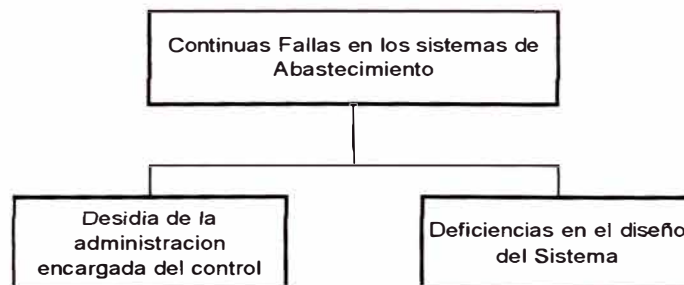 Continuas Fallas en los sistemas de
Abastecimiento
Desidia de la
administracion
encargada del control
Deficiencias en el diseño
del Sistema